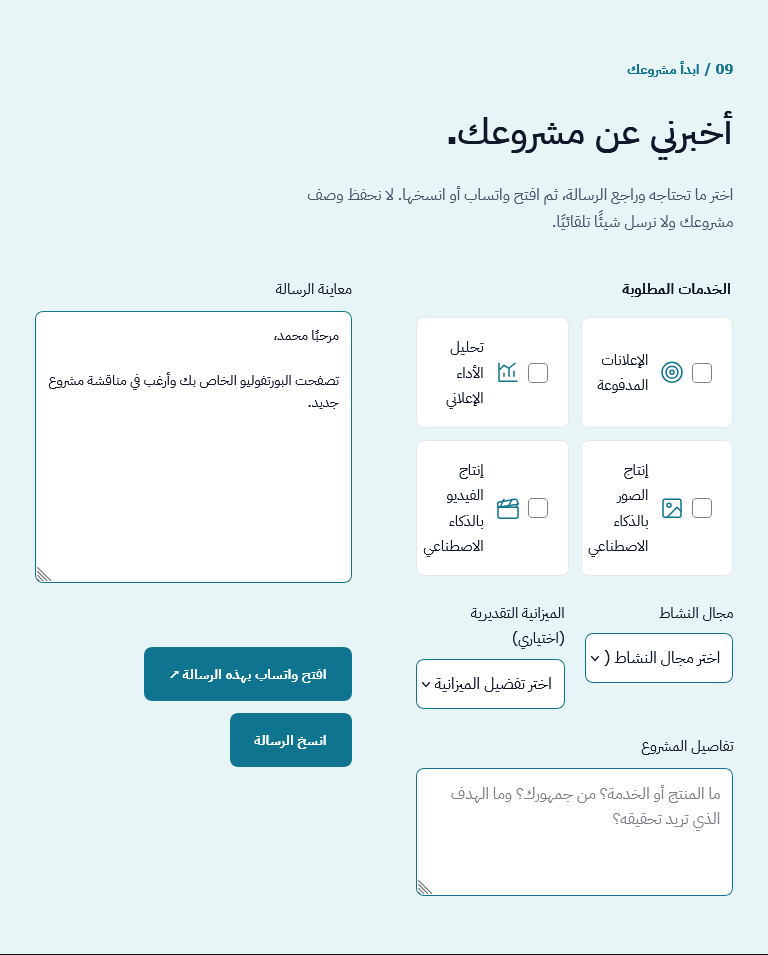 09 / ابدأ مشروعك
أخبرني عن مشروعك.
اختر ما تحتاجه وراجع الرسالة، ثم افتح واتساب أو انسخها. لا نحفظ وصف
مشروعك ولا نرسل شيئًا تلقائيًا.
الخدمات المطلوبة
الإعلانات
المدفوعة
تحليل
الأداء
الإعلاني
إنتاج
الصور
بالذكاء
الاصطناعي
إنتاج
الفيديو
بالذكاء
الاصطناعي
مجال النشاط
اختر مجال النشاط (
الميزانية التقديرية
(اختياري)
اختر تفضيل الميزانية
تفاصيل المشروع
ما المنتج أو الخدمة؟ من جمهورك؟ وما الهدف
الذي تريد تحقيقه؟
معاينة الرسالة
مرحبًا محمد،
تصفحت البورتفوليو الخاص بك وأرغب في مناقشة مشروع
جديد.
افتح واتساب بهذه الرسالة ↗
انسخ الرسالة